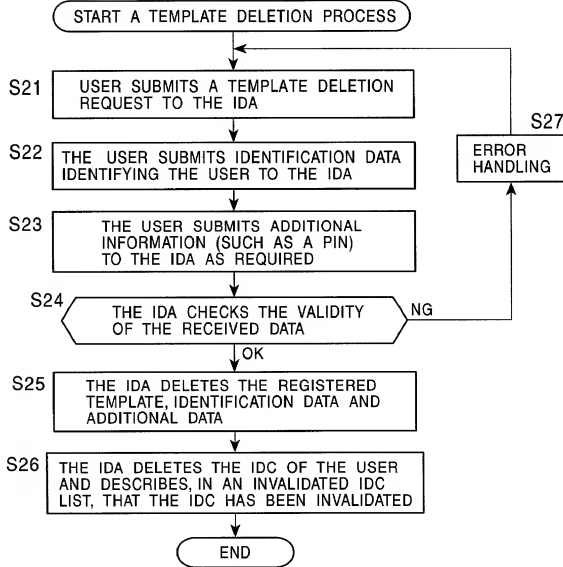 START A TEMPLATE DELETION PROCESS
S21
USER SUBMITS A TEMPLATE DELETION
REQUEST TO THE IDA
S27
ERROR
HANDLING
S22
THE USER SUBMITS IDENTIFICATION DATA
IDENTIFYING THE USER TO THE IDA
S23
THE USER SUBMITS ADDITIONAL
INFORMATION (SUCH AS A PIN)
TO THE IDA AS REQUIRED
S24
THE IDA CHECKS THE VALIDITY
OF THE RECEIVED DATA
NG
OK
S25
THE IDA DELETES THE REGISTERED
TEMPLATE, IDENTIFICATION DATA AND
ADDITIONAL DATA
S26
THE IDA DELETES THE IDC OF THE USER
AND DESCRIBES, IN AN INVALIDATED IDC
LIST, THAT THE IDC HAS BEEN INVALIDATED
END